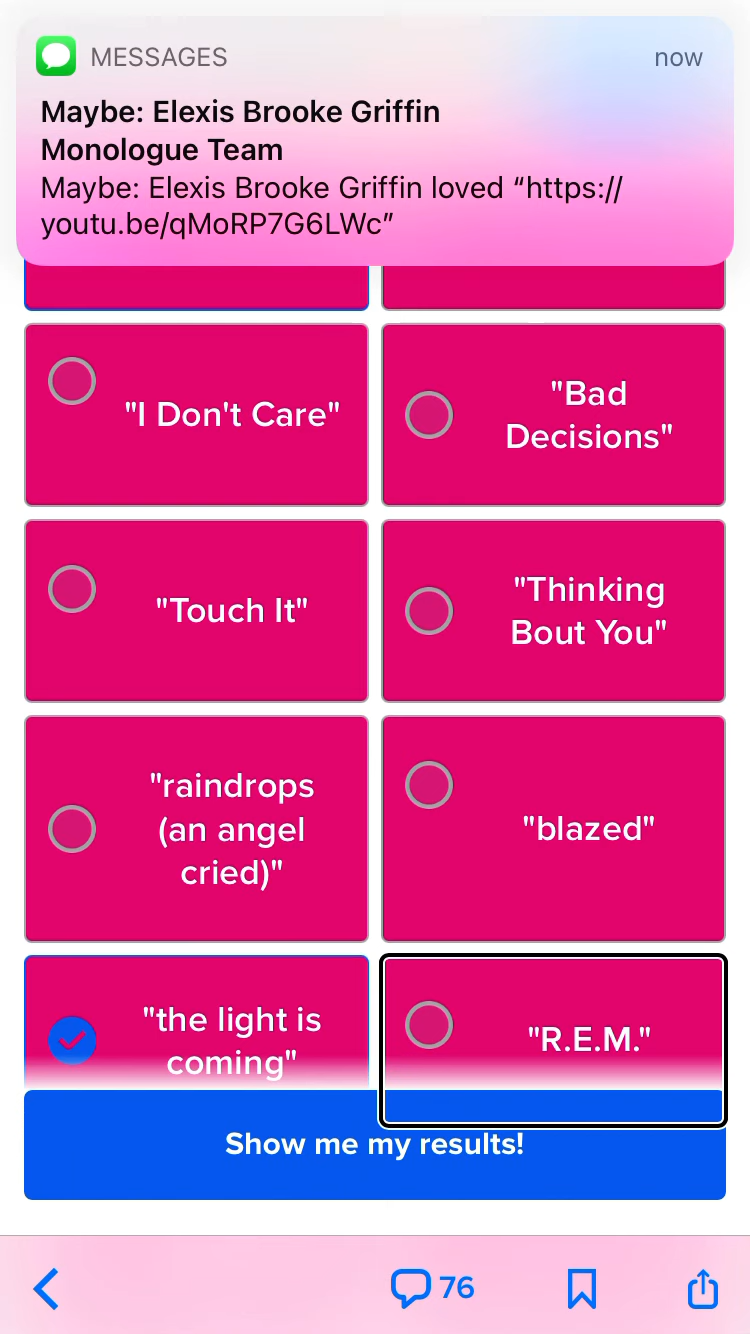 MESSAGES
now
Maybe: Elexis Brooke Griffin
Monologue Team
Maybe: Elexis Brooke Griffin loved “https://
youtu.be/qMoRP7G6LWc”
"I Don't Care"
"Bad
Decisions"
"Touch It"
"Thinking
Bout You"
"raindrops
(an angel
cried)"
"blazed"
"the light is
coming"
"R.E.M."
Show me my results!
76